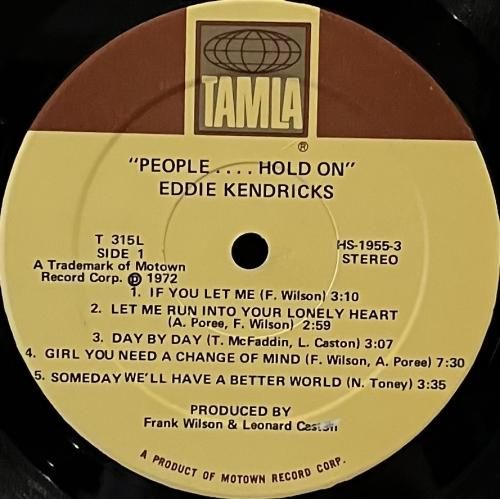 TAMLA
®
"PEOPLE . . . . HOLD ON"
EDDIE KENDRICKS
T 315L
SIDE 1
HS-1955-3
STEREO
A Trademark of Motown
Record Corp. ℗ 1972
1. IF YOU LET ME (F. Wilson) 3:10
2. LET ME RUN INTO YOUR LONELY HEART
(A. Poree, F. Wilson) 2:59
3. DAY BY DAY (T. McFaddin, L. Caston) 3:07
4. GIRL YOU NEED A CHANGE OF MIND (F. Wilson, A. Poree) 7:30
5. SOMEDAY WE'LL HAVE A BETTER WORLD (N. Toney) 3:35
PRODUCED BY
Frank Wilson & Leonard Caston
A PRODUCT OF MOTOWN RECORD CORP.